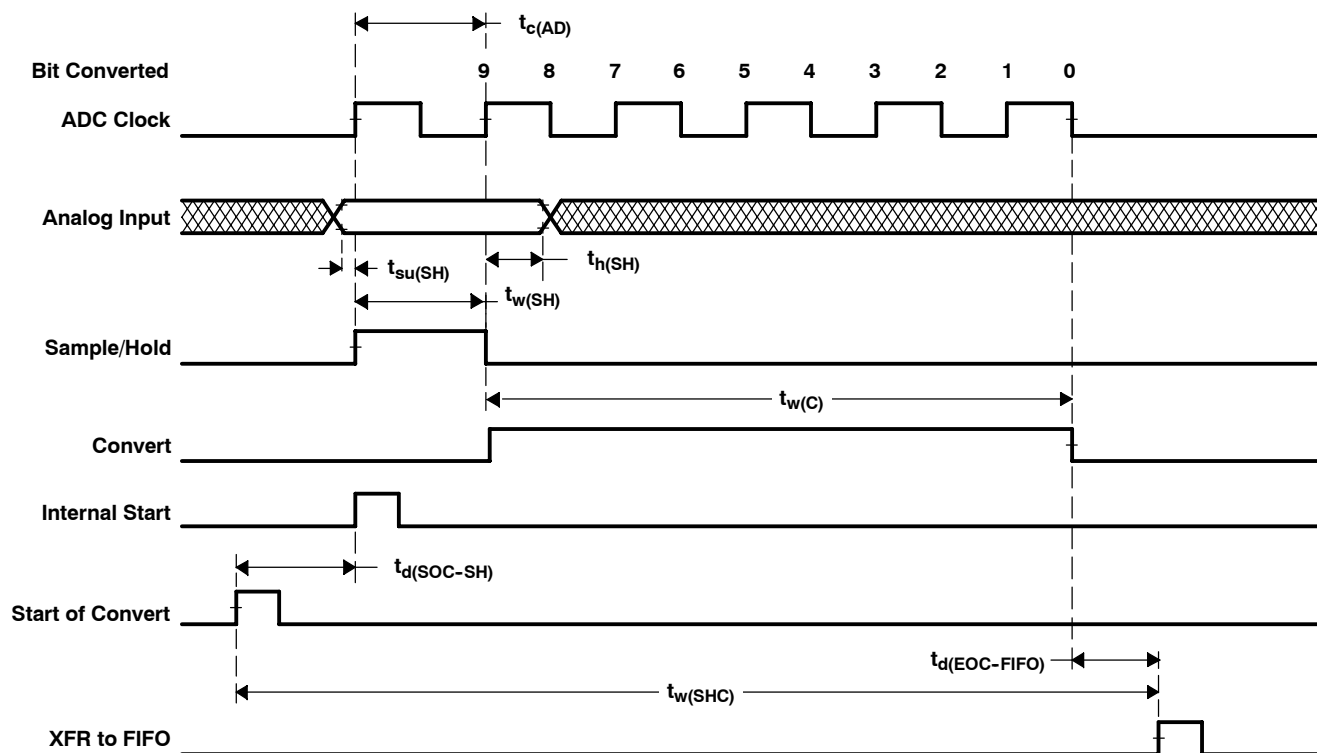 tc(AD)
Bit Converted 9 8 7 6 5 4 3 2 1 0
ADC Clock
Analog Input
tsu(SH)
th(SH)
tw(SH)
Sample/Hold
tw(C)
Convert
Internal Start
td(SOC-SH)
Start of Convert
td(EOC-FIFO)
tw(SHC)
XFR to FIFO